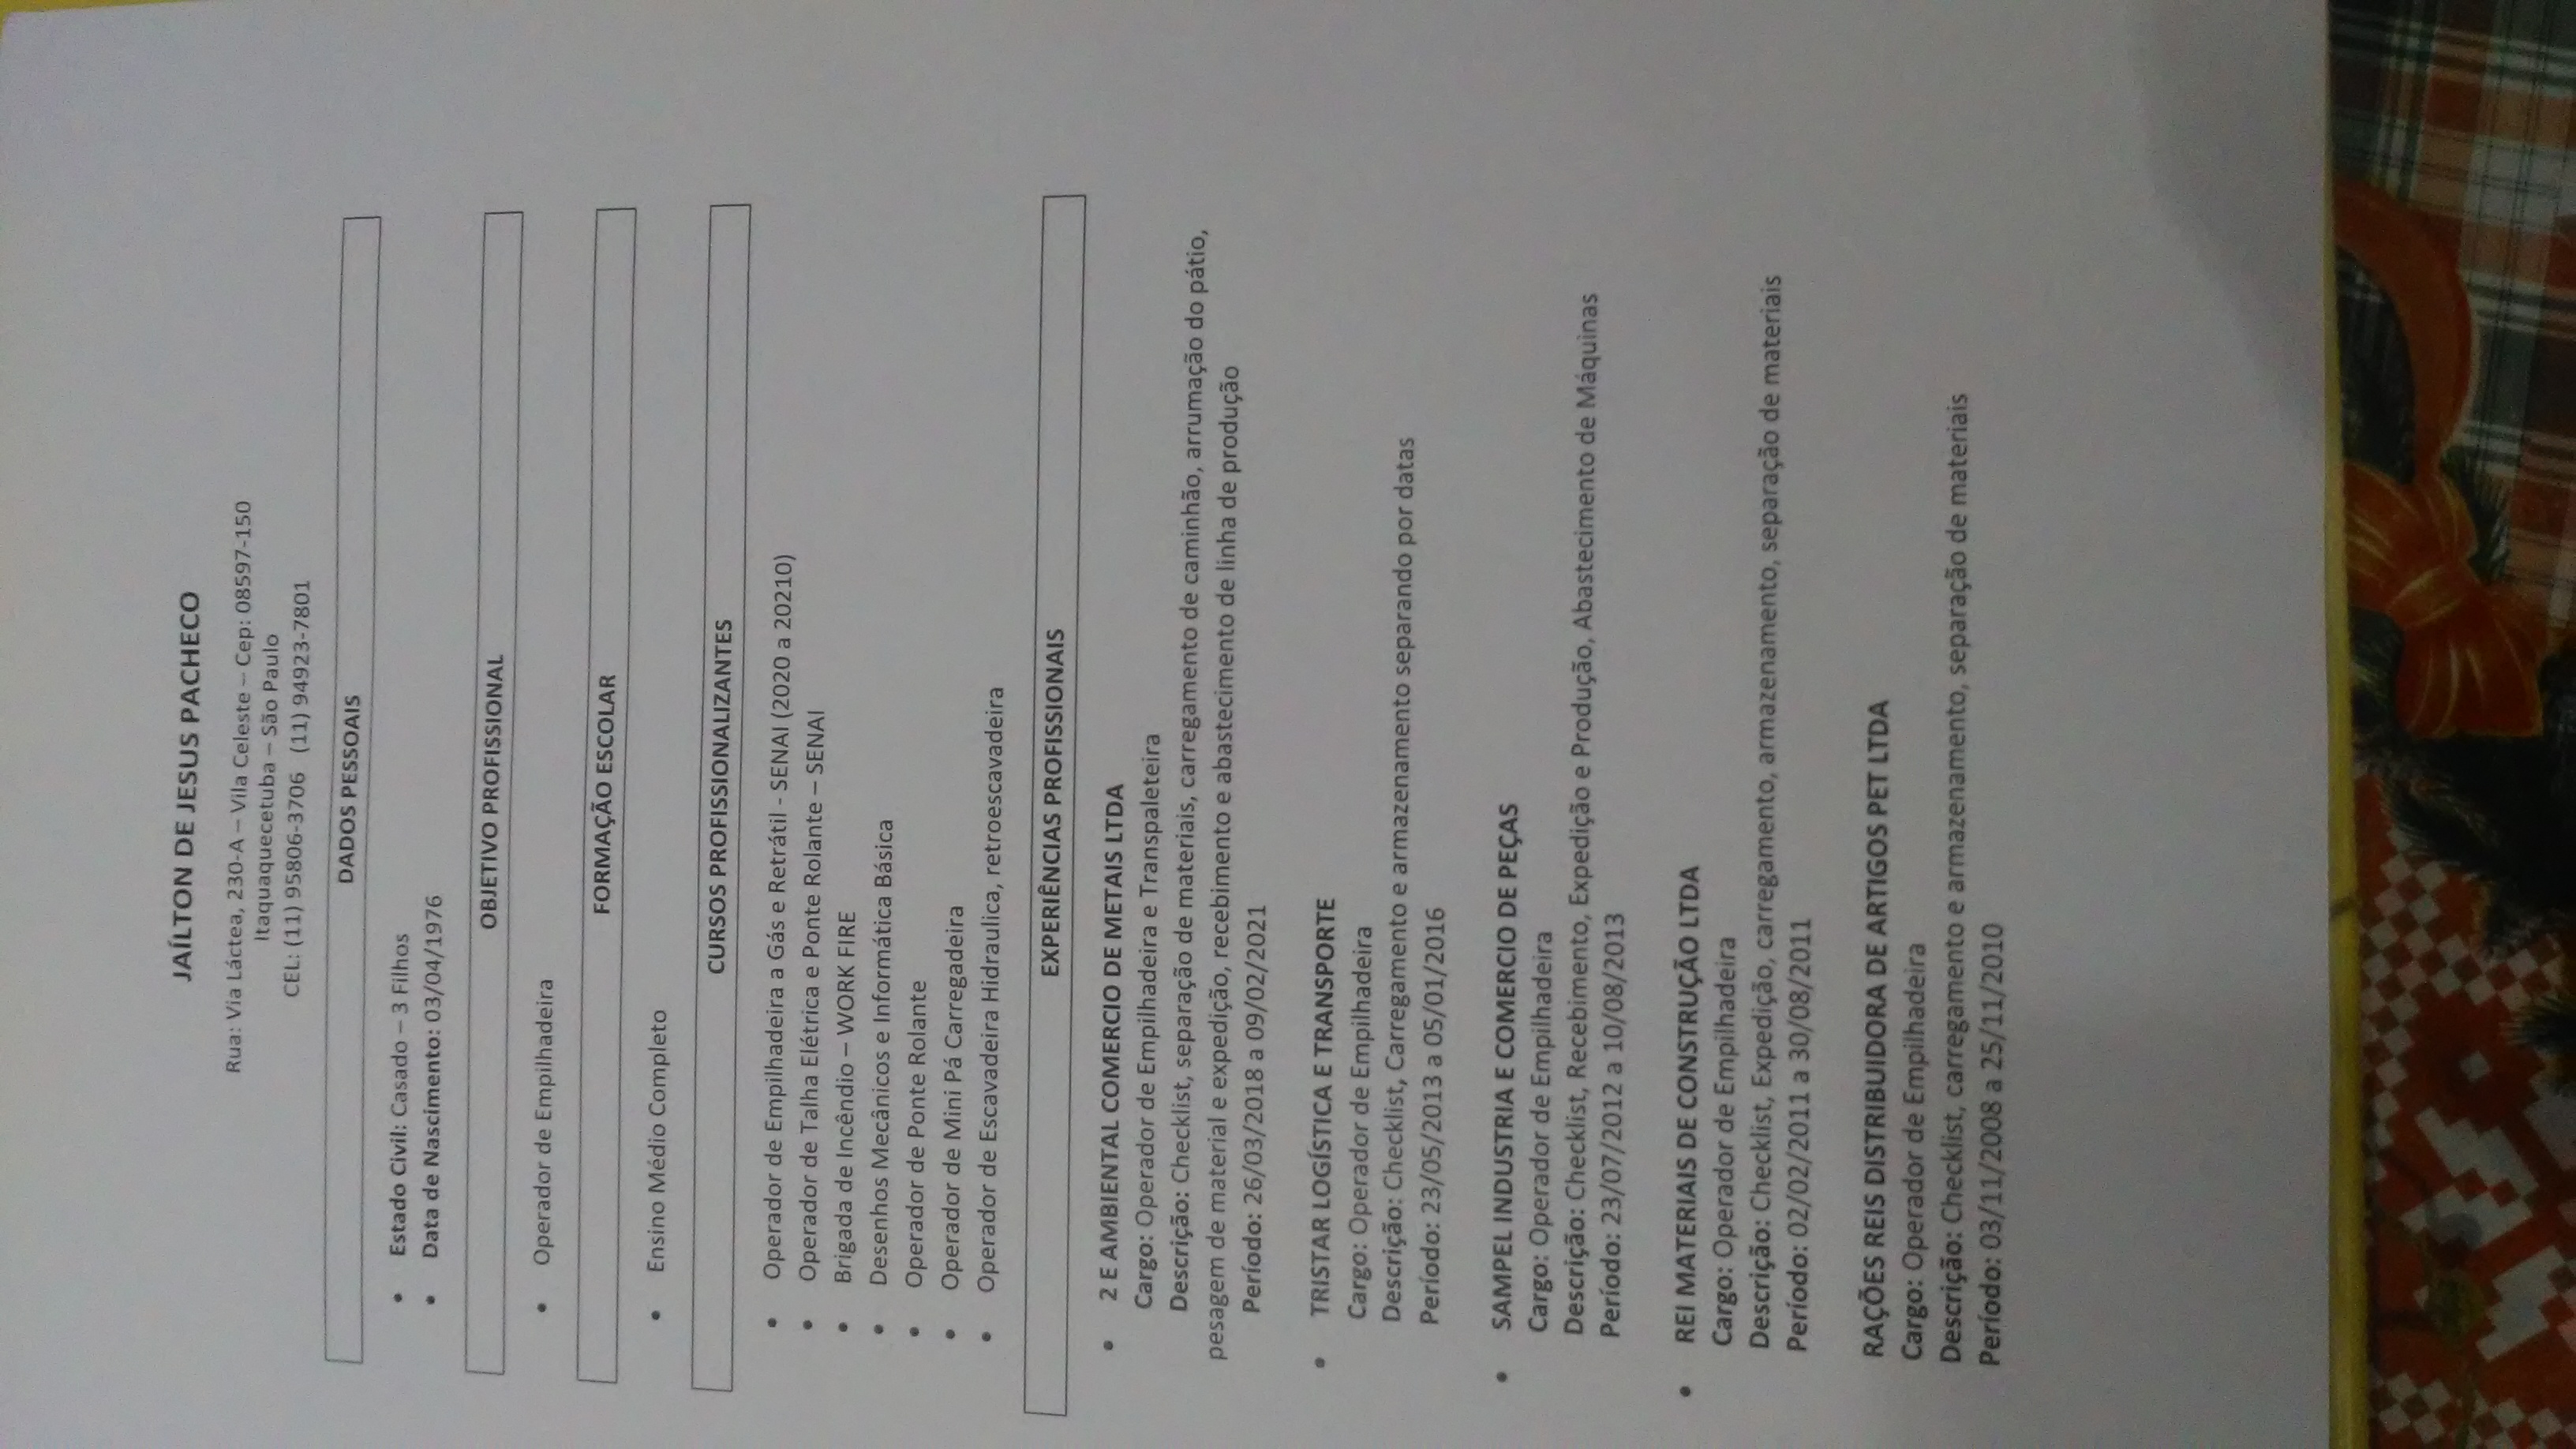 JAÍLTON DE JESUS PACHECO
Rua: Via Láctea, 230-A – Vila Celeste – Cep: 08597-150
Itaquaquecetuba – São Paulo
CEL: (11) 95806-3706 (11) 94923-7801
DADOS PESSOAIS
• Estado Civil: Casado – 3 Filhos
• Data de Nascimento: 03/04/1976
OBJETIVO PROFISSIONAL
• Operador de Empilhadeira
FORMAÇÃO ESCOLAR
• Ensino Médio Completo
CURSOS PROFISSIONALIZANTES
• Operador de Empilhadeira a Gás e Retrátil - SENAI (2020 a 20210)
• Operador de Talha Elétrica e Ponte Rolante – SENAI
• Brigada de Incêndio – WORK FIRE
• Desenhos Mecânicos e Informática Básica
• Operador de Ponte Rolante
• Operador de Mini Pá Carregadeira
• Operador de Escavadeira Hidraulica, retroescavadeira
EXPERIÊNCIAS PROFISSIONAIS
• 2 E AMBIENTAL COMERCIO DE METAIS LTDA
Cargo: Operador de Empilhadeira e Transpaleteira
Descrição: Checklist, separação de materiais, carregamento de caminhão, arrumação do pátio,
pesagem de material e expedição, recebimento e abastecimento de linha de produção
Período: 26/03/2018 a 09/02/2021
• TRISTAR LOGÍSTICA E TRANSPORTE
Cargo: Operador de Empilhadeira
Descrição: Checklist, Carregamento e armazenamento separando por datas
Período: 23/05/2013 a 05/01/2016
• SAMPEL INDUSTRIA E COMERCIO DE PEÇAS
Cargo: Operador de Empilhadeira
Descrição: Checklist, Recebimento, Expedição e Produção, Abastecimento de Máquinas
Período: 23/07/2012 a 10/08/2013
• REI MATERIAIS DE CONSTRUÇÃO LTDA
Cargo: Operador de Empilhadeira
Descrição: Checklist, Expedição, carregamento, armazenamento, separação de materiais
Período: 02/02/2011 a 30/08/2011
RAÇÕES REIS DISTRIBUIDORA DE ARTIGOS PET LTDA
Cargo: Operador de Empilhadeira
Descrição: Checklist, carregamento e armazenamento, separação de materiais
Período: 03/11/2008 a 25/11/2010